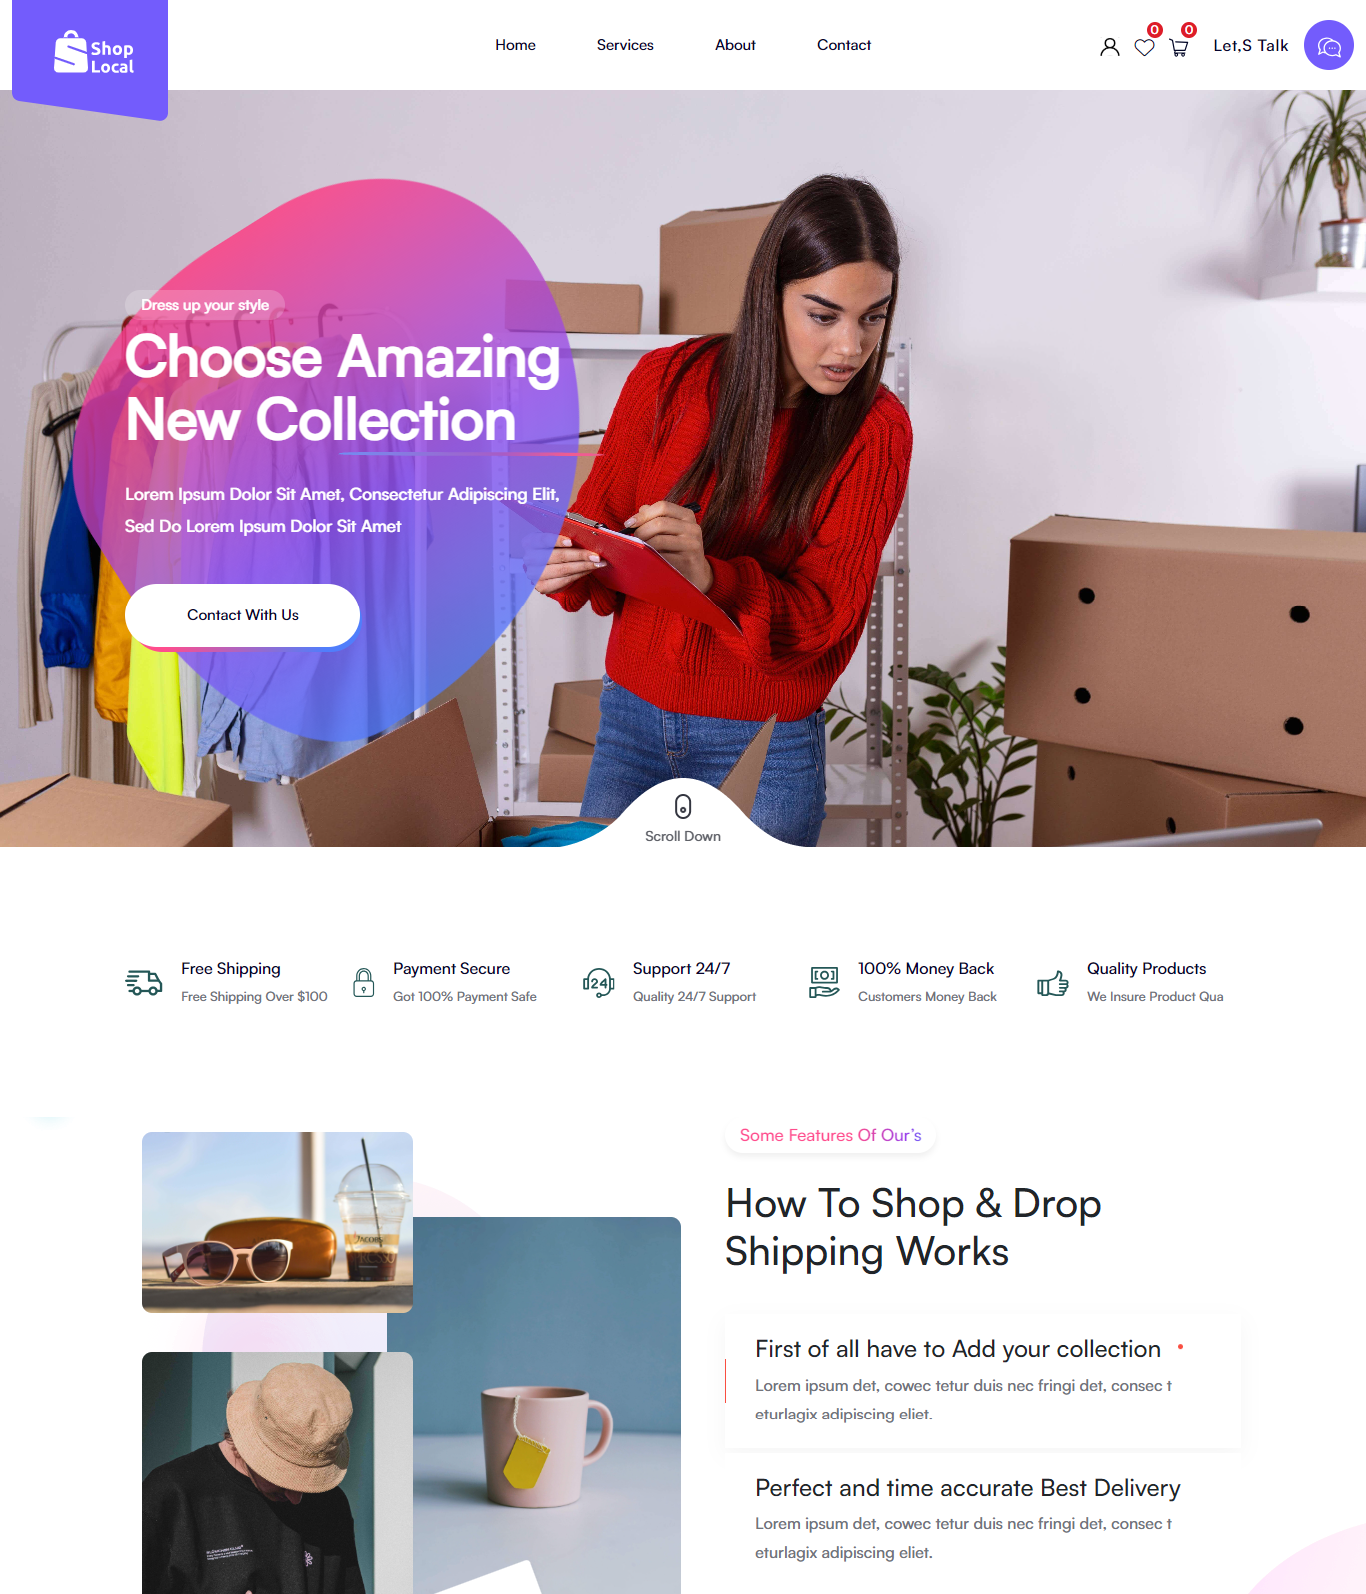 Shop
Local
Home
Services
About
Contact
0
0
Let,S Talk
Dress up your style
Choose Amazing
New Collection
Lorem Ipsum Dolor Sit Amet, Consectetur Adipiscing Elit,
Sed Do Lorem Ipsum Dolor Sit Amet
Contact With Us
Scroll Down
Free Shipping
Free Shipping Over $100
Payment Secure
Got 100% Payment Safe
24
Support 24/7
Quality 24/7 Support
100% Money Back
Customers Money Back
Quality Products
We Insure Product Qua
Some Features Of Our's
How To Shop & Drop
Shipping Works
JACOBS
First of all have to Add your collection
Lorem ipsum det, cowec tetur duis nec fringi det, consec t
eturlagix adipiscing eliet.
Perfect and time accurate Best Delivery
Lorem ipsum det, cowec tetur duis nec fringi det, consec t
eturlagix adipiscing eliet.